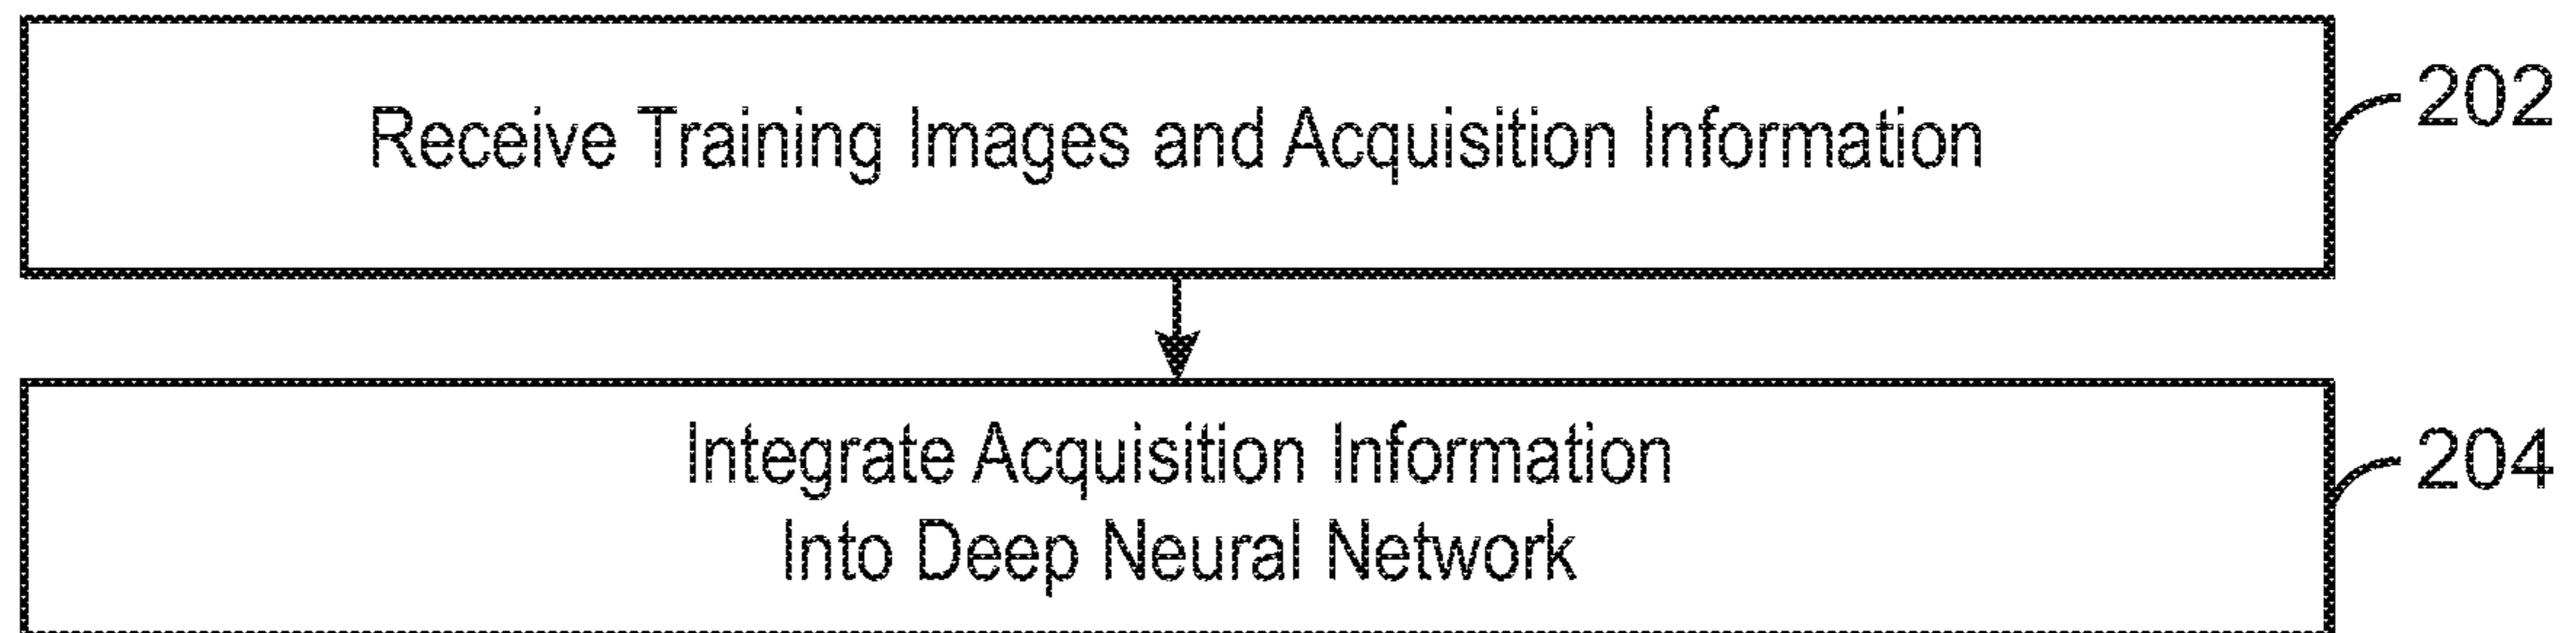 Receive Training Images and Acquisition Information
202
Integrate Acquisition Information
Into Deep Neural Network
204